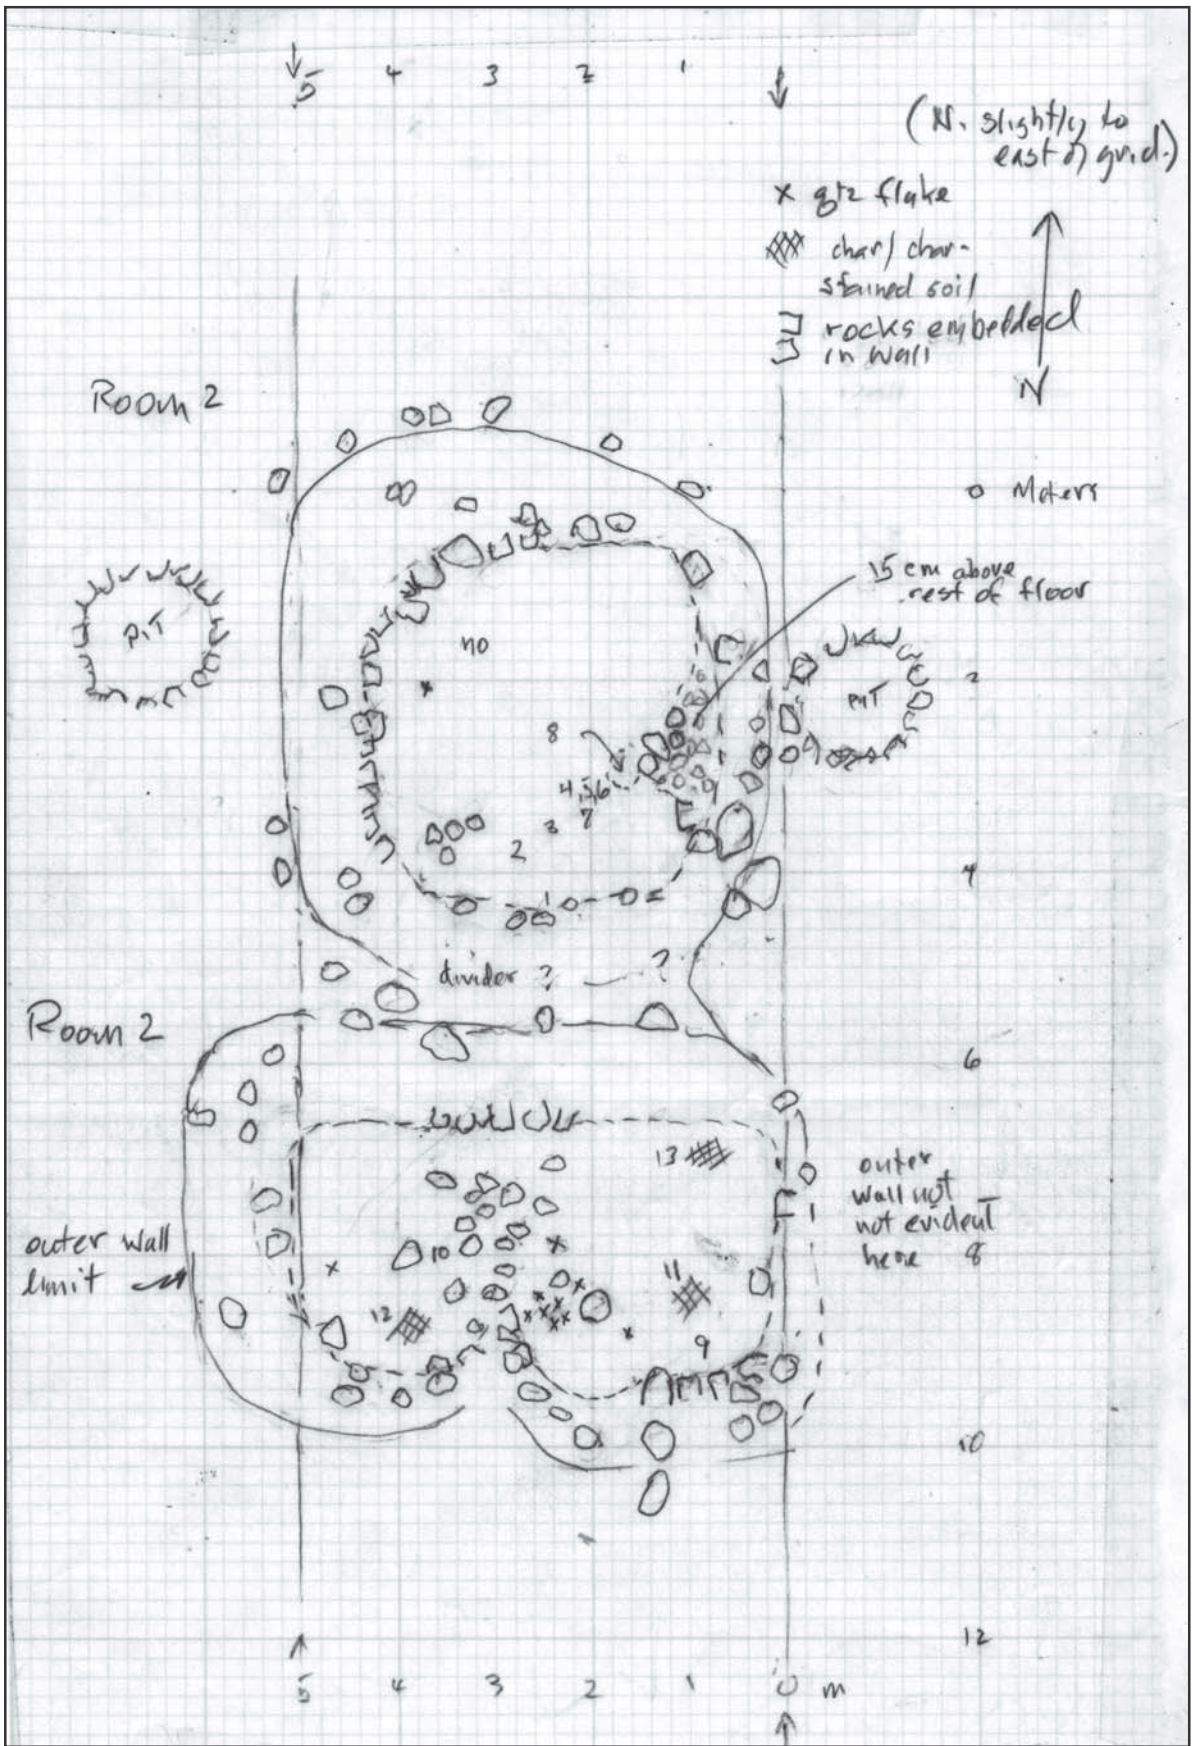 5 4 3 2 1
(N. slightly to
east of grid.)
x qtz flake
char/char-
stained soil
rocks embedded
in wall
N
Room 2
0 Meters
15 cm above
rest of floor
PIT
no
2
PIT
8
4,5,6
7
3
2
1
4
divider ?
?
Room 2
6
13
outer
wall not
not evident
here 8
outer wall
limit
10
11
12
9
10
12
5 4 3 2 1 0 m